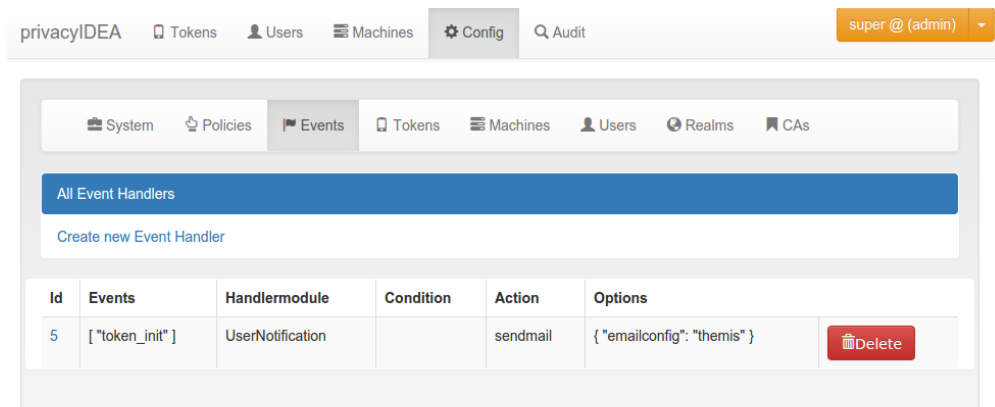 privacyIDEA Tokens Users Machines Config Audit super @ (admin)
System Policies Events Tokens Machines Users Realms CAs
All Event Handlers
Create new Event Handler
Id Events Handlermodule Condition Action Options
5 [ "token_init" ] UserNotification sendmail { "emailconfig": "themis" } Delete